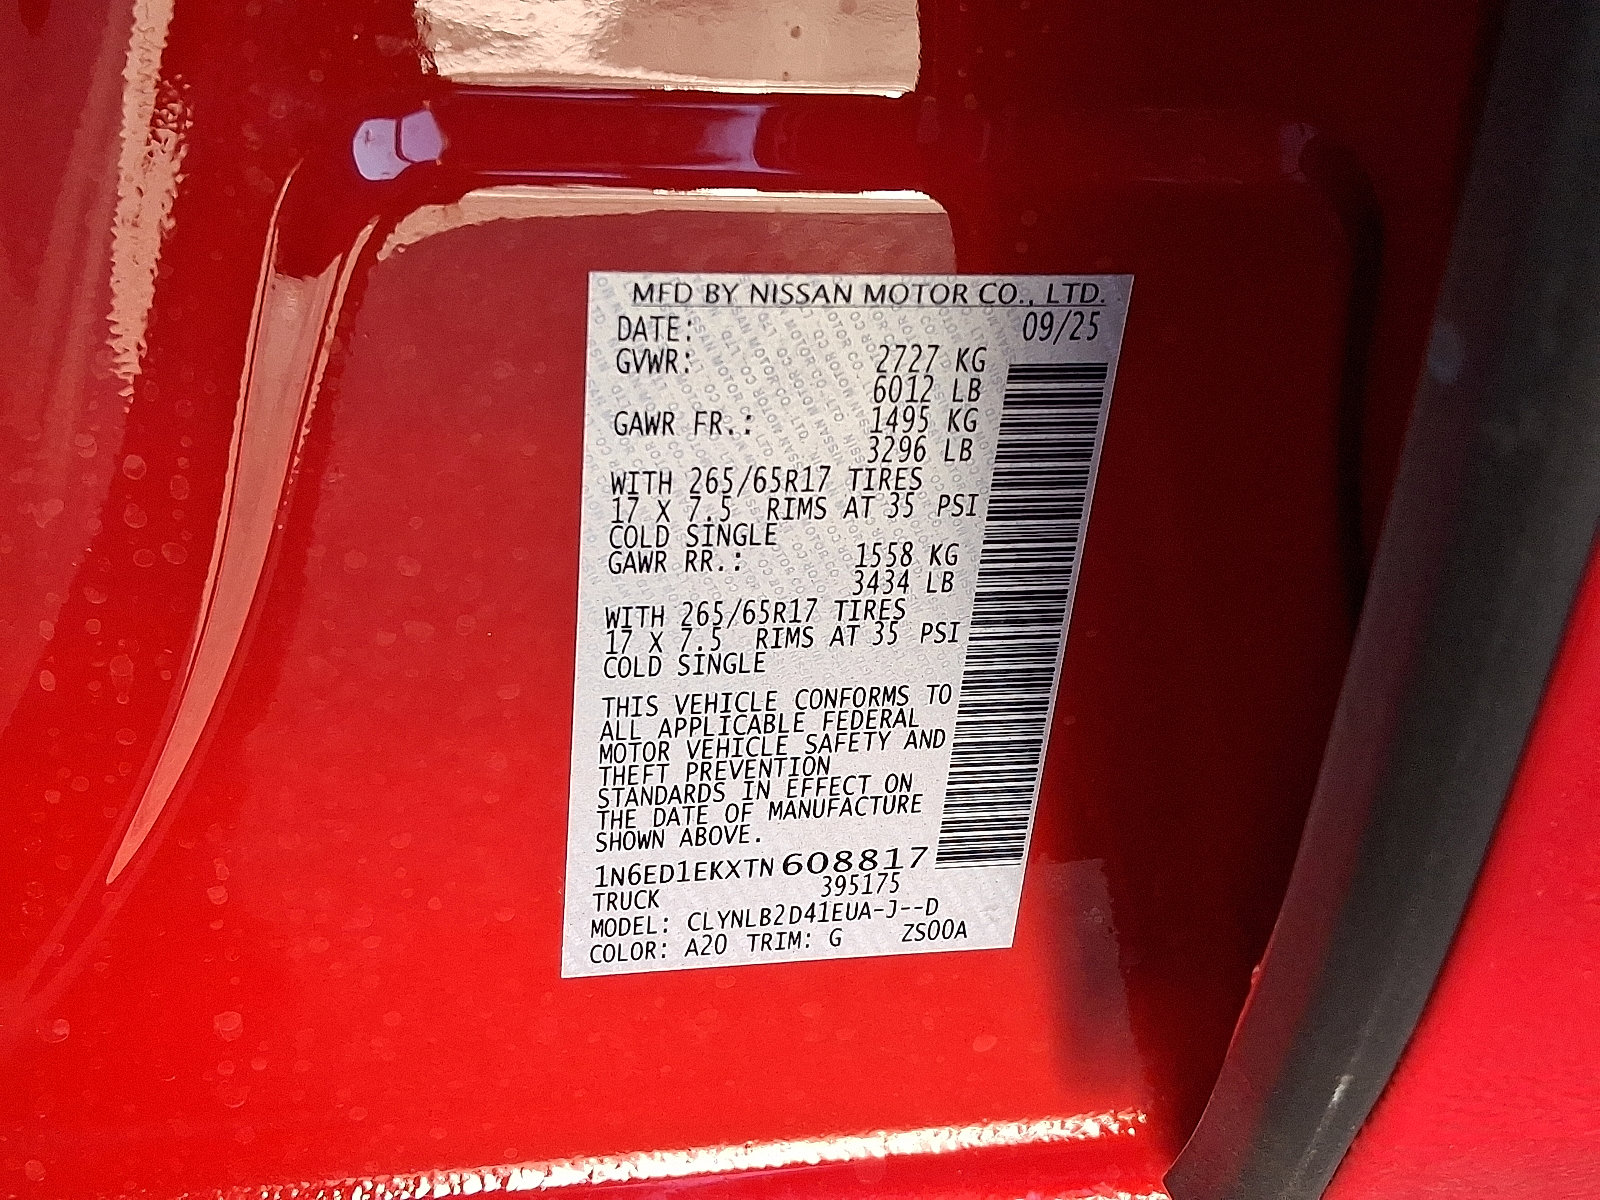 MFD BY NISSAN MOTOR CO., LTD.
DATE: 09/25
GVWR: 2727 KG
6012 LB
GAWR FR.: 1495 KG
3296 LB
WITH 265/65R17 TIRES
17 X 7.5 RIMS AT 35 PSI
COLD SINGLE
GAWR RR.: 1558 KG
3434 LB
WITH 265/65R17 TIRES
17 X 7.5 RIMS AT 35 PSI
COLD SINGLE
THIS VEHICLE CONFORMS TO
ALL APPLICABLE FEDERAL
MOTOR VEHICLE SAFETY AND
THEFT PREVENTION
STANDARDS IN EFFECT ON
THE DATE OF MANUFACTURE
SHOWN ABOVE.
1N6ED1EKXTN608817
TRUCK 395175
MODEL: CLYNLB2D41EUA-J--D
COLOR: A20 TRIM: G ZS00A